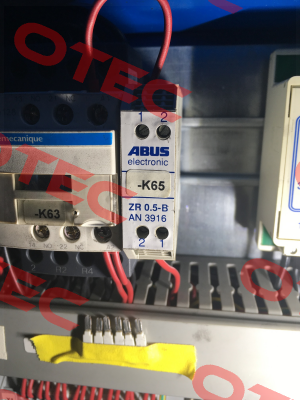 OTEC
1 2
ABUS
electronic
mecanique
-K65
-K63
ZR 0.5-B
AN 3916
2 1
OTEC
OTEC